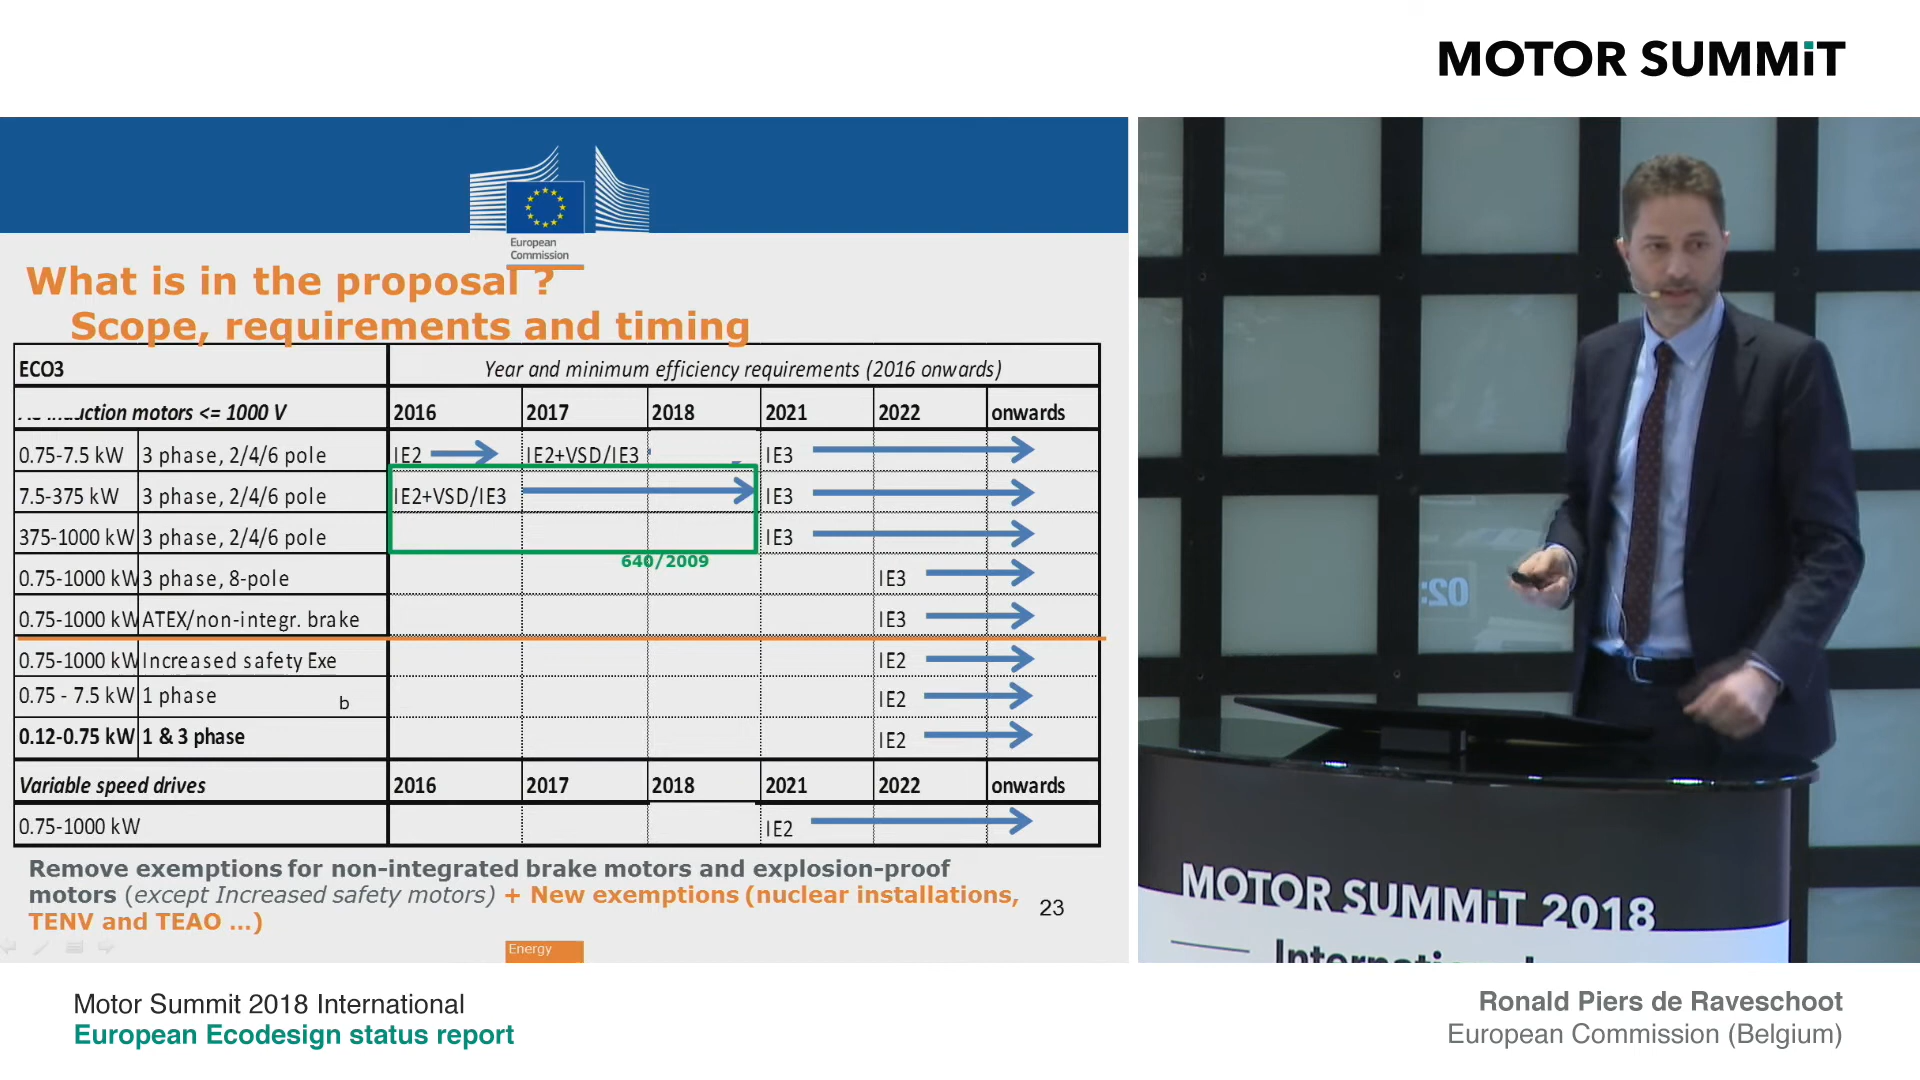 MOTOR SUMMiT
European
Commission
What is in the proposal ?
Scope, requirements and timing
ECO3 Year and minimum efficiency requirements (2016 onwards)
induction motors <= 1000 V 2016 2017 2018 2021 2022 onwards
0.75-7.5 kW 3 phase, 2/4/6 pole IE2 IE2+VSD/IE3 IE3
7.5-375 kW 3 phase, 2/4/6 pole IE2+VSD/IE3 IE3
375-1000 kW 3 phase, 2/4/6 pole IE3
640/2009
0.75-1000 kW 3 phase, 8-pole IE3
0.75-1000 kW ATEX/non-integr. brake IE3
0.75-1000 kW Increased safety Exe IE2
0.75 - 7.5 kW 1 phase b IE2
0.12-0.75 kW 1 & 3 phase IE2
Variable speed drives 2016 2017 2018 2021 2022 onwards
0.75-1000 kW IE2
Remove exemptions for non-integrated brake motors and explosion-proof
motors (except Increased safety motors) + New exemptions (nuclear installations,
TENV and TEAO ...)
23
Energy
MOTOR SUMMiT 2018
International
Motor Summit 2018 International
European Ecodesign status report
Ronald Piers de Raveschoot
European Commission (Belgium)